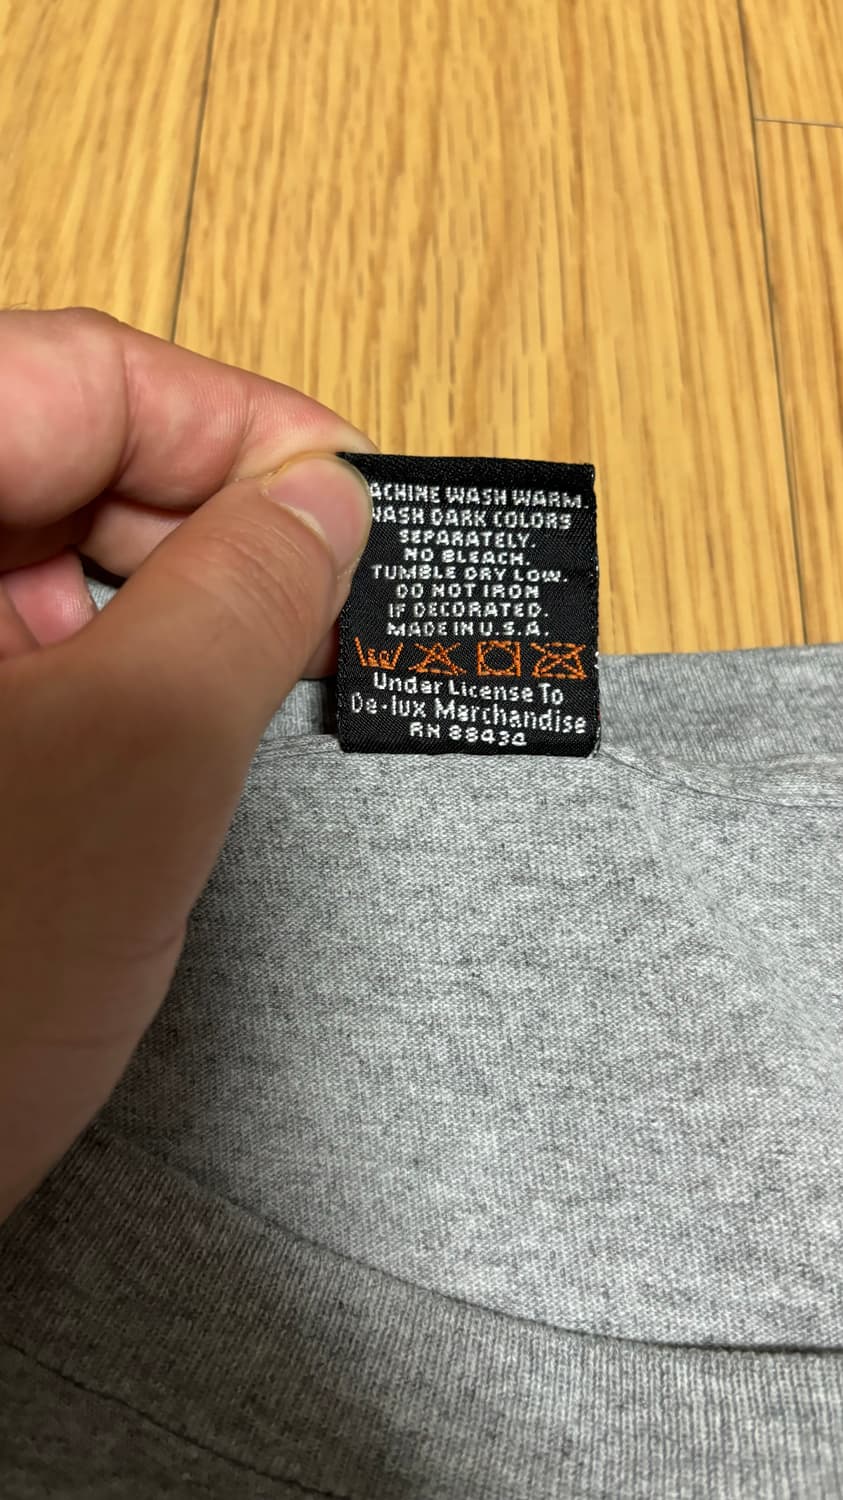 ACHINE WASH WARM.
WASH DARK COLORS
SEPARATELY.
NO BLEACH.
TUMBLE DRY LOW.
DO NOT IRON
IF DECORATED.
MADE IN U.S.A.
Under License To
De-lux Merchandise
RN 88434